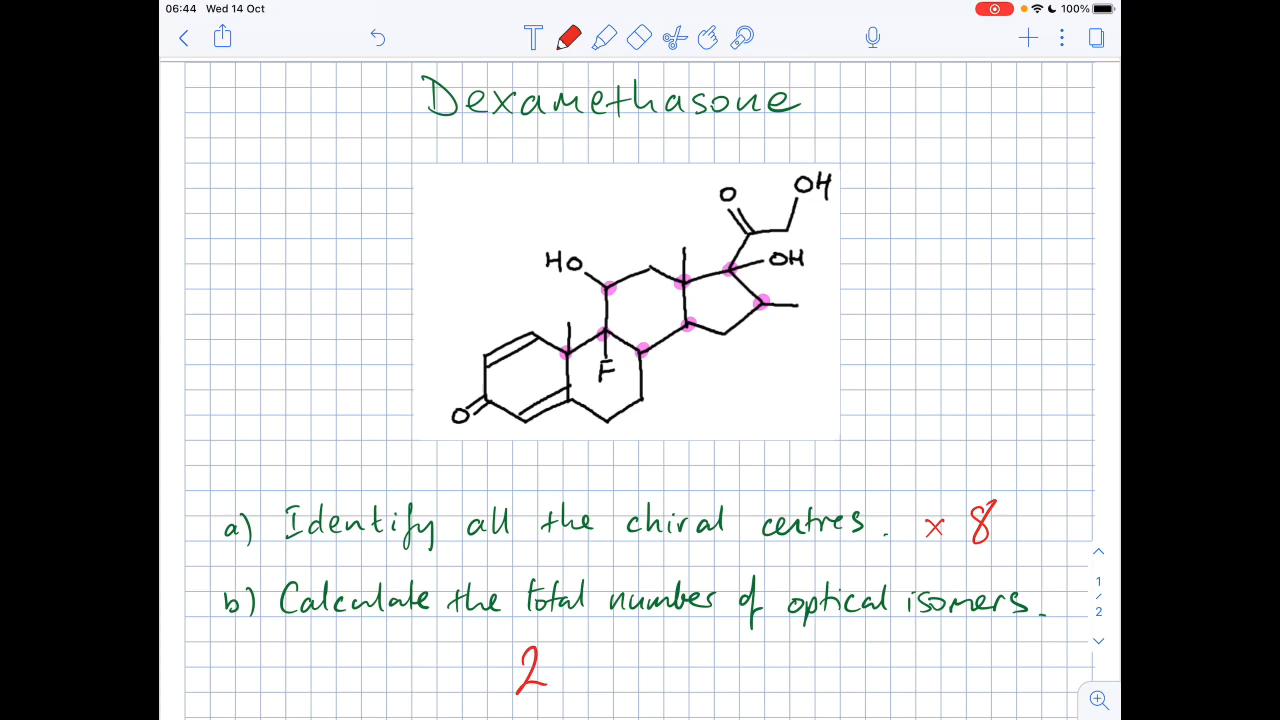 06:44 Wed 14 Oct
100%
T
Dexamethasone
OH
O
HO
OH
F
O
a) Identify all the chiral centres. x 8
b) Calculate the total number of optical isomers.
1
/
2
2